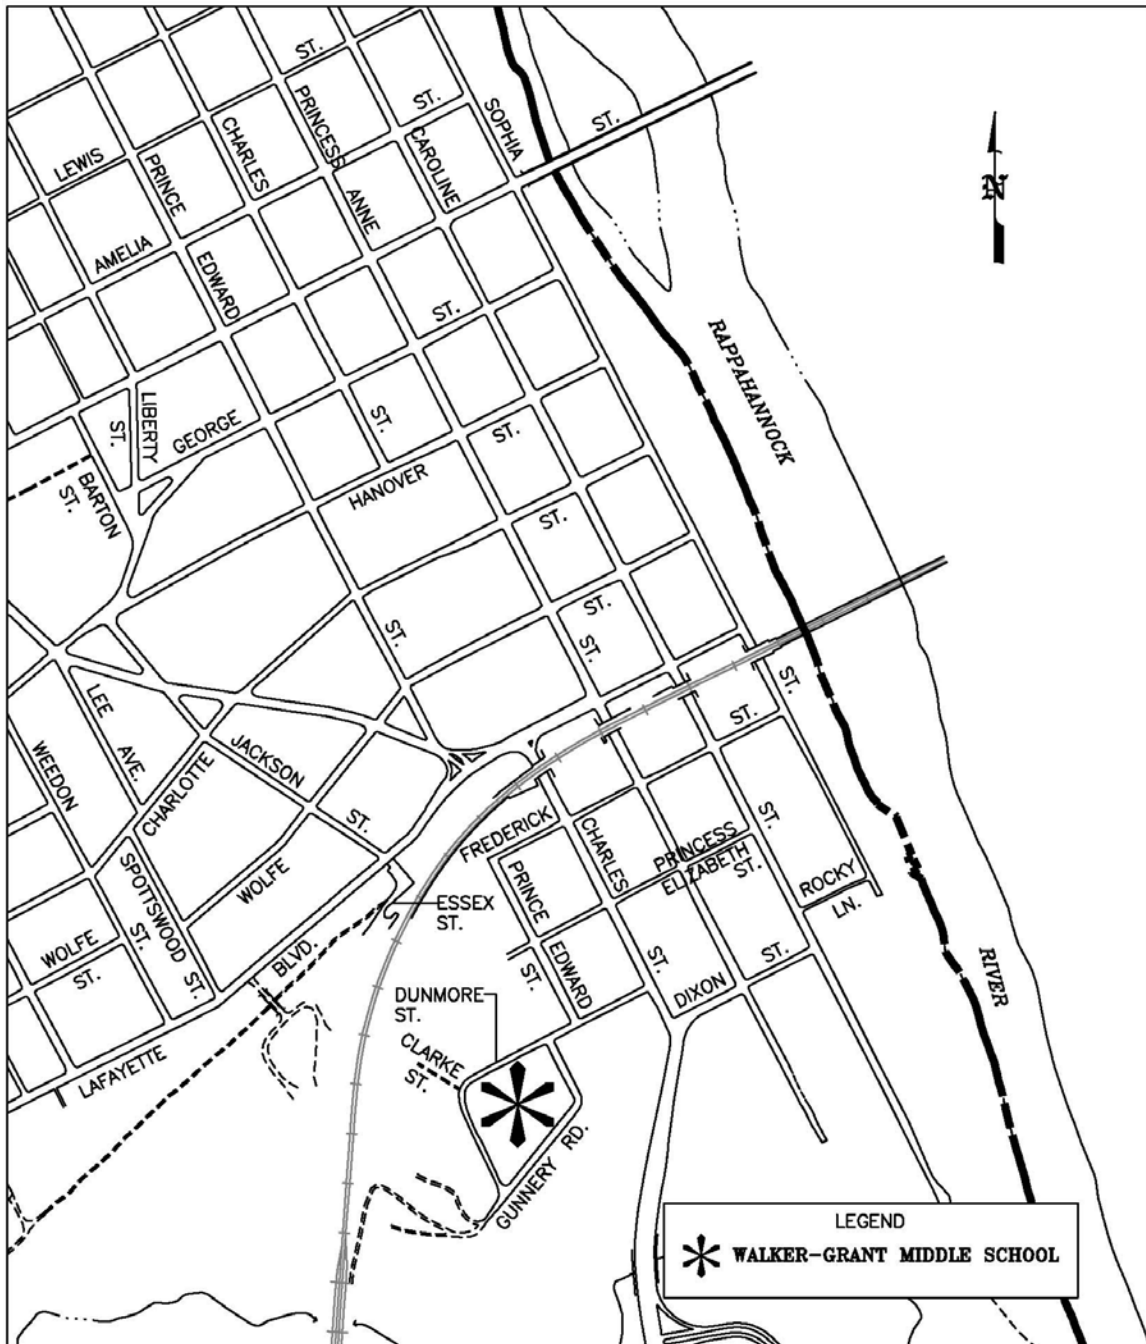 ST.
PRINCESS
ANNE
ST.
SOPHIA
ST.
CHARLES
CAROLINE
LEWIS
PRINCE
EDWARD
AMELIA
ST.
N
RAPPAHANNOCK
LIBERTY
ST.
GEORGE
ST.
ST.
BARTON
ST.
HANOVER
ST.
ST.
ST.
ST.
ST.
ST.
LEE
AVE.
WEEDON
JACKSON
ST.
CHARLOTTE
ST.
FREDERICK
CHARLES
PRINCESS
ELIZABETH
ST.
ST.
ROCKY
LN.
SPOTTSWOOD
ST.
WOLFE
PRINCE
EDWARD
ESSEX
ST.
WOLFE
ST.
ST.
BLVD.
ST.
ST.
ST.
DIXON
RIVER
DUNMORE
ST.
CLARKE
ST.
LAFAYETTE
GUNNERY RD.
LEGEND
WALKER-GRANT MIDDLE SCHOOL